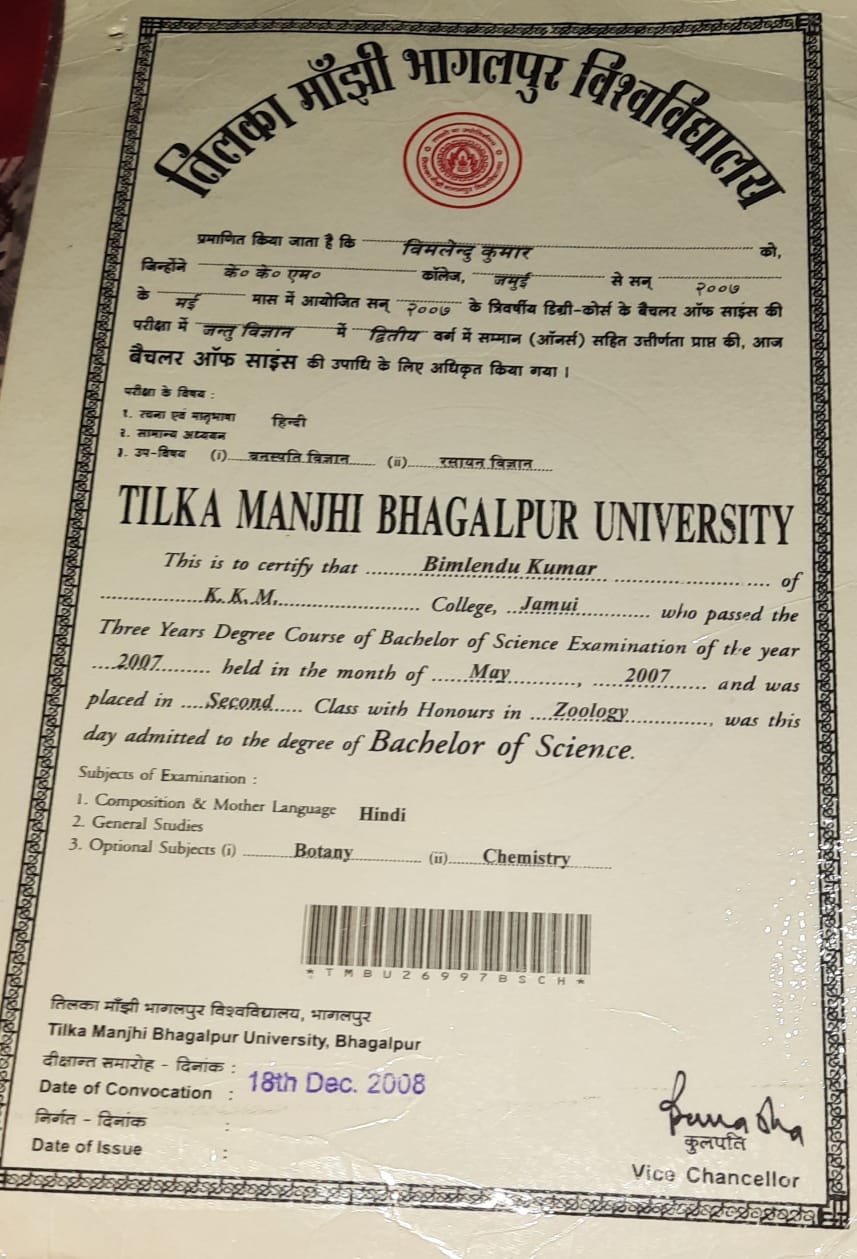 तिलका माँझी भागलपुर विश्वविद्यालय
प्रमाणित किया जाता है कि विमलेन्दु कुमार को,
जिन्होंने के० के० एम० कॉलेज, जमुई से सन् २००७
के मई मास में आयोजित सन् २००७ के त्रिवर्षीय डिग्री-कोर्स के बैचलर ऑफ साइंस की
परीक्षा में जन्तु विज्ञान में द्वितीय वर्ग में सम्मान (ऑनर्स) सहित उत्तीर्णता प्राप्त की, आज
बैचलर ऑफ साइंस की उपाधि के लिए अधिकृत किया गया ।
परीक्षा के विषय :
१. रचना एवं मातृभाषा हिन्दी
२. सामान्य अध्ययन
३. उप-विषय (i) वनस्पति विज्ञान (ii) रसायन विज्ञान
TILKA MANJHI BHAGALPUR UNIVERSITY
This is to certify that Bimlendu Kumar of
K.K.M. College, Jamui who passed the
Three Years Degree Course of Bachelor of Science Examination of the year
2007 held in the month of May, 2007 and was
placed in Second Class with Honours in Zoology, was this
day admitted to the degree of Bachelor of Science.
Subjects of Examination :
1. Composition & Mother Language Hindi
2. General Studies
3. Optional Subjects (i) Botany (ii) Chemistry
*TMBU26997BSCH*
तिलका माँझी भागलपुर विश्वविद्यालय, भागलपुर
Tilka Manjhi Bhagalpur University, Bhagalpur
दीक्षान्त समारोह - दिनांक :
Date of Convocation : 18th Dec. 2008
निर्गत - दिनांक :
Date of Issue :
कुलपति
Vice Chancellor